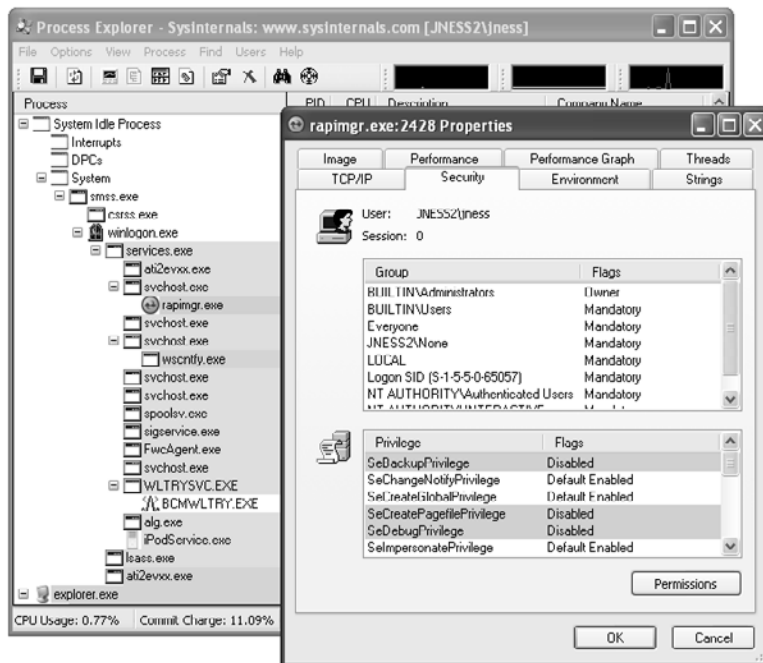 Process Explorer - Sysinternals: www.sysinternals.com [JNESS2\jness]
File Options View Process Find Users Help
Process PID CPU Description Company Name
System Idle Process
Interrupts
DPCs
System
smss.exe
csrss.exe
winlogon.exe
services.exe
ati2evxx.exe
svchost.exe
rapimgr.exe
svchost.exe
svchost.exe
wscntfy.exe
svchost.exe
svchost.exe
spoolsv.exe
sigservice.exe
FwcAgent.exe
svchost.exe
WLTRYSVC.EXE
BCMWLTRY.EXE
alg.exe
iPodService.exe
lsass.exe
ati2evxx.exe
explorer.exe
CPU Usage: 0.77% Commit Charge: 11.09%
rapimgr.exe:2428 Properties
Image Performance Performance Graph Threads
TCP/IP Security Environment Strings
User: JNESS2\jness
Session: 0
Group Flags
BUILTIN\Administrators Owner
BUILTIN\Users Mandatory
Everyone Mandatory
JNESS2\None Mandatory
LOCAL Mandatory
Logon SID (S-1-5-5-0-65057) Mandatory
NT AUTHORITY\Authenticated Users Mandatory
NT AUTHORITY\INTERACTIVE Mandatory
Privilege Flags
SeBackupPrivilege Disabled
SeChangeNotifyPrivilege Default Enabled
SeCreateGlobalPrivilege Default Enabled
SeCreatePagefilePrivilege Disabled
SeDebugPrivilege Disabled
SeImpersonatePrivilege Default Enabled
Permissions
OK Cancel